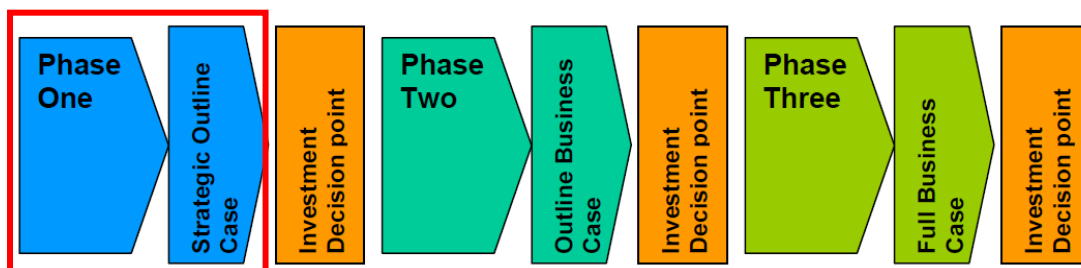 Phase
One
Strategic Outline
Case
Investment
Decision point
Phase
Two
Outline Business
Case
Investment
Decision point
Phase
Three
Full Business
Case
Investment
Decision point